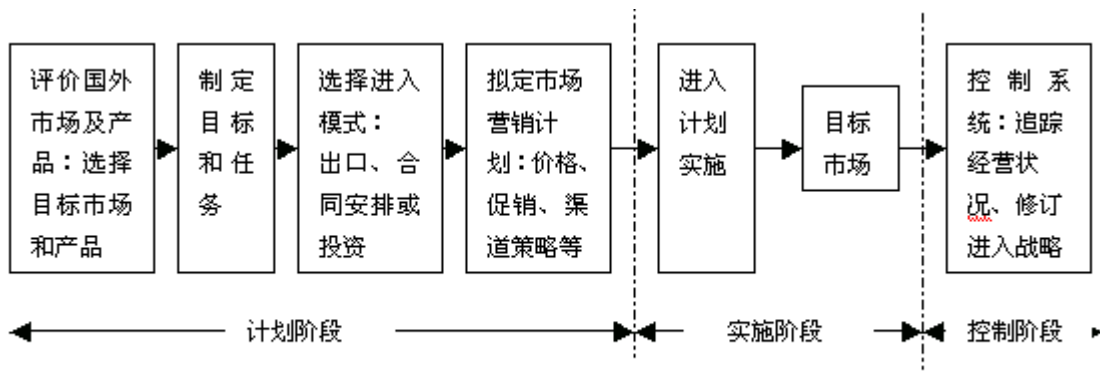 评价国外
市场及产
品：选择
目标市场
和产品
制定
目标
和任
务
选择进入
模式：
出口、合
同安排或
投资
拟定市场
营销计
划：价格、
促销、渠
道策略等
进入
计划
实施
目标
市场
控制系
统：追踪
经营状
况、修订
进入战略
计划阶段
实施阶段
控制阶段